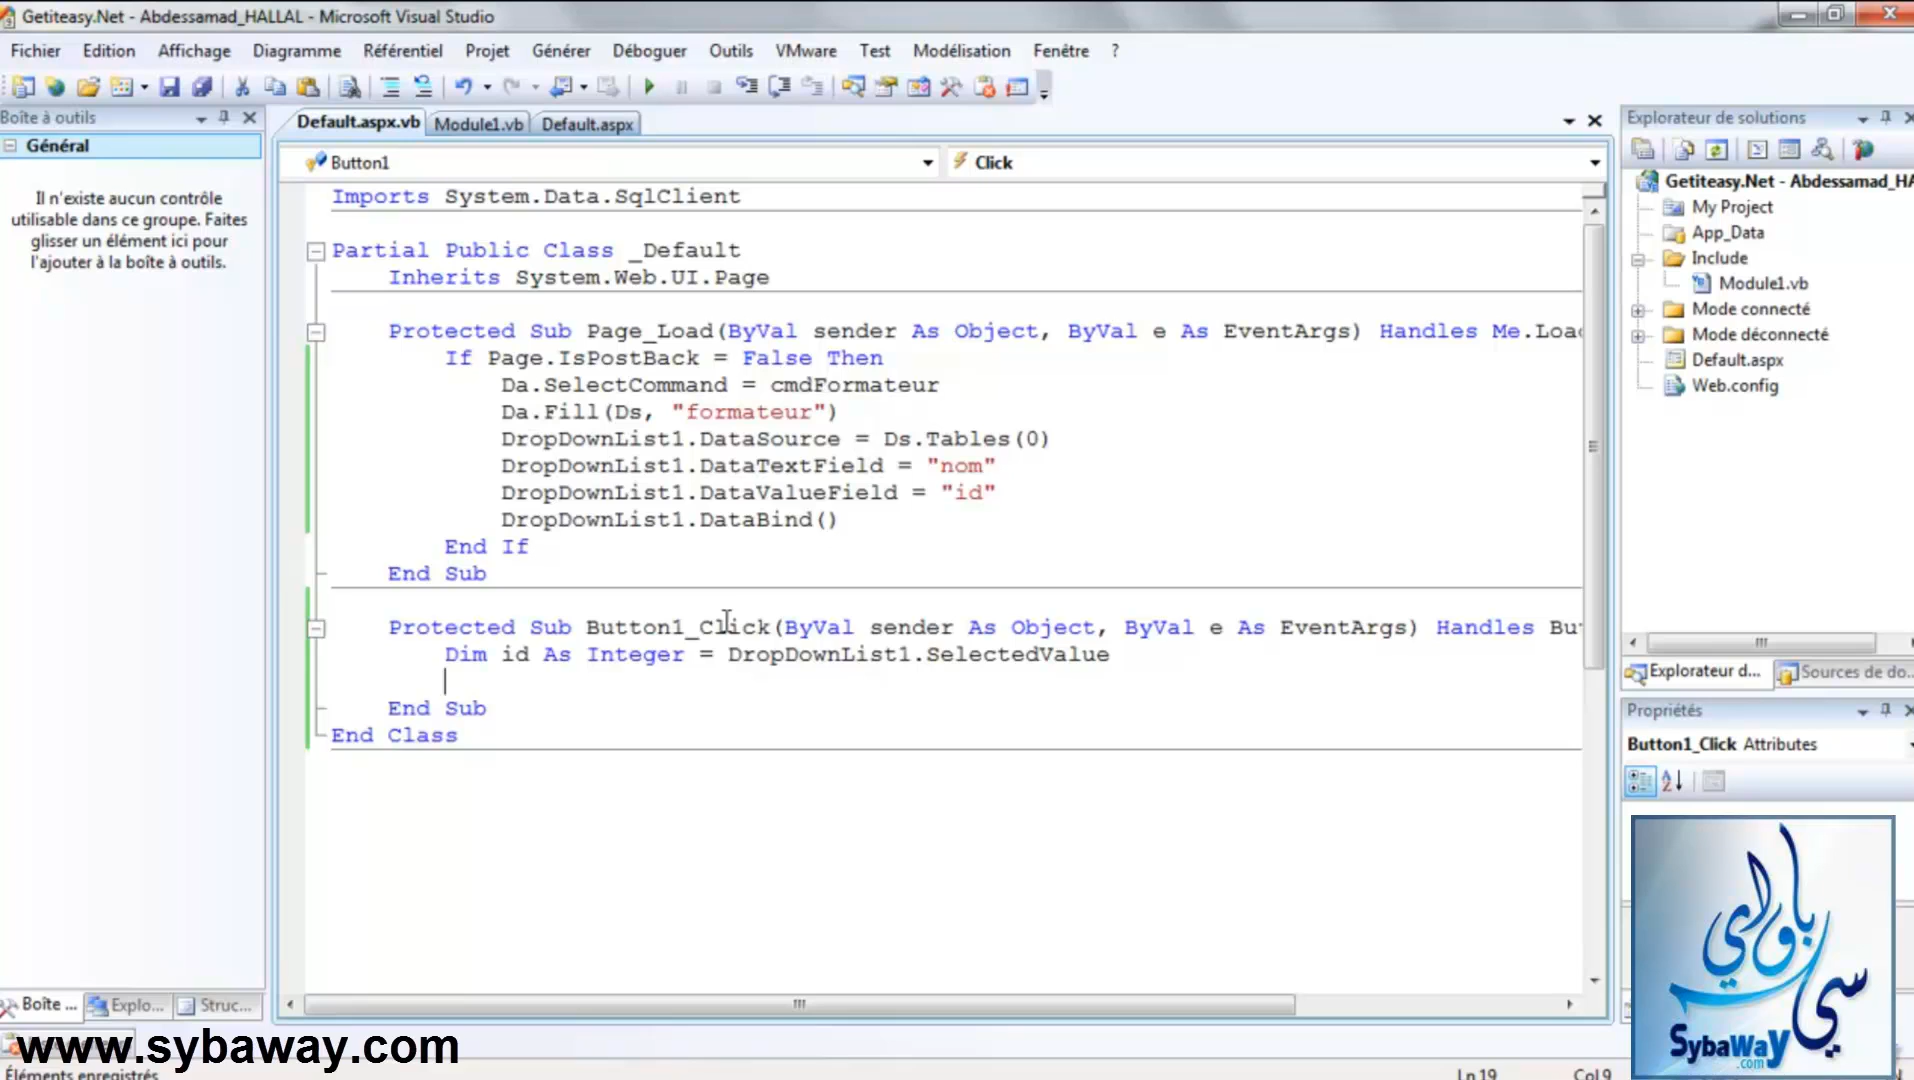 Getiteasy.Net - Abdessamad_HALLAL - Microsoft Visual Studio
Fichier Edition Affichage Diagramme Référentiel Projet Générer Déboguer Outils VMware Test Modélisation Fenêtre ?
Boîte à outils
Général
Il n'existe aucun contrôle
utilisable dans ce groupe. Faites
glisser un élément ici pour
l'ajouter à la boîte à outils.
Boîte ... Explo... Struc...
Default.aspx.vb Module1.vb Default.aspx
Button1 Click
Imports System.Data.SqlClient
Partial Public Class _Default
Inherits System.Web.UI.Page
Protected Sub Page_Load(ByVal sender As Object, ByVal e As EventArgs) Handles Me.Load
If Page.IsPostBack = False Then
Da.SelectCommand = cmdFormateur
Da.Fill(Ds, "formateur")
DropDownList1.DataSource = Ds.Tables(0)
DropDownList1.DataTextField = "nom"
DropDownList1.DataValueField = "id"
DropDownList1.DataBind()
End If
End Sub
Protected Sub Button1_Click(ByVal sender As Object, ByVal e As EventArgs) Handles But
Dim id As Integer = DropDownList1.SelectedValue
End Sub
End Class
Explorateur de solutions
Getiteasy.Net - Abdessamad_HA
My Project
App_Data
Include
Module1.vb
Mode connecté
Mode déconnecté
Default.aspx
Web.config
Explorateur d... Sources de do...
Propriétés
Button1_Click Attributes
سي باواي
SybaWay
.com
www.sybaway.com
Éléments enregistrés
Ln 19 Col 9